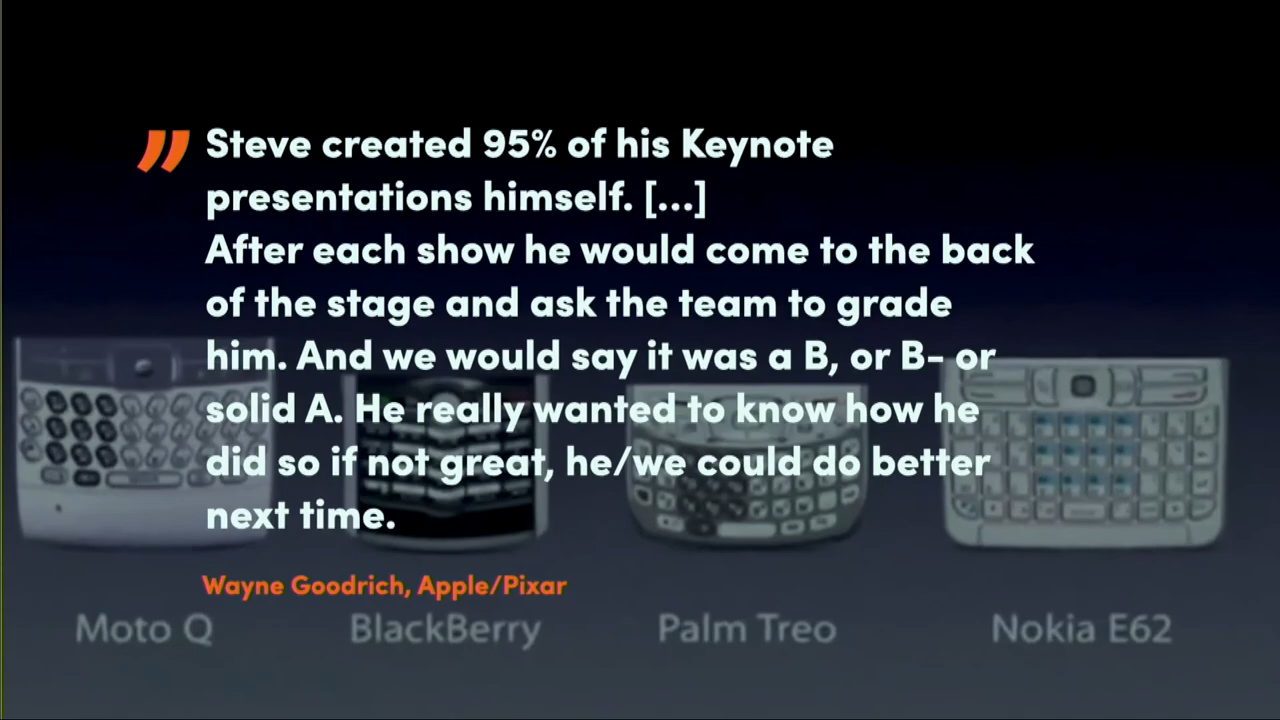 ” Steve created 95% of his Keynote
presentations himself. [...]
After each show he would come to the back
of the stage and ask the team to grade
him. And we would say it was a B, or B- or
solid A. He really wanted to know how he
did so if not great, he/we could do better
next time.
Wayne Goodrich, Apple/Pixar
Moto Q BlackBerry Palm Treo Nokia E62